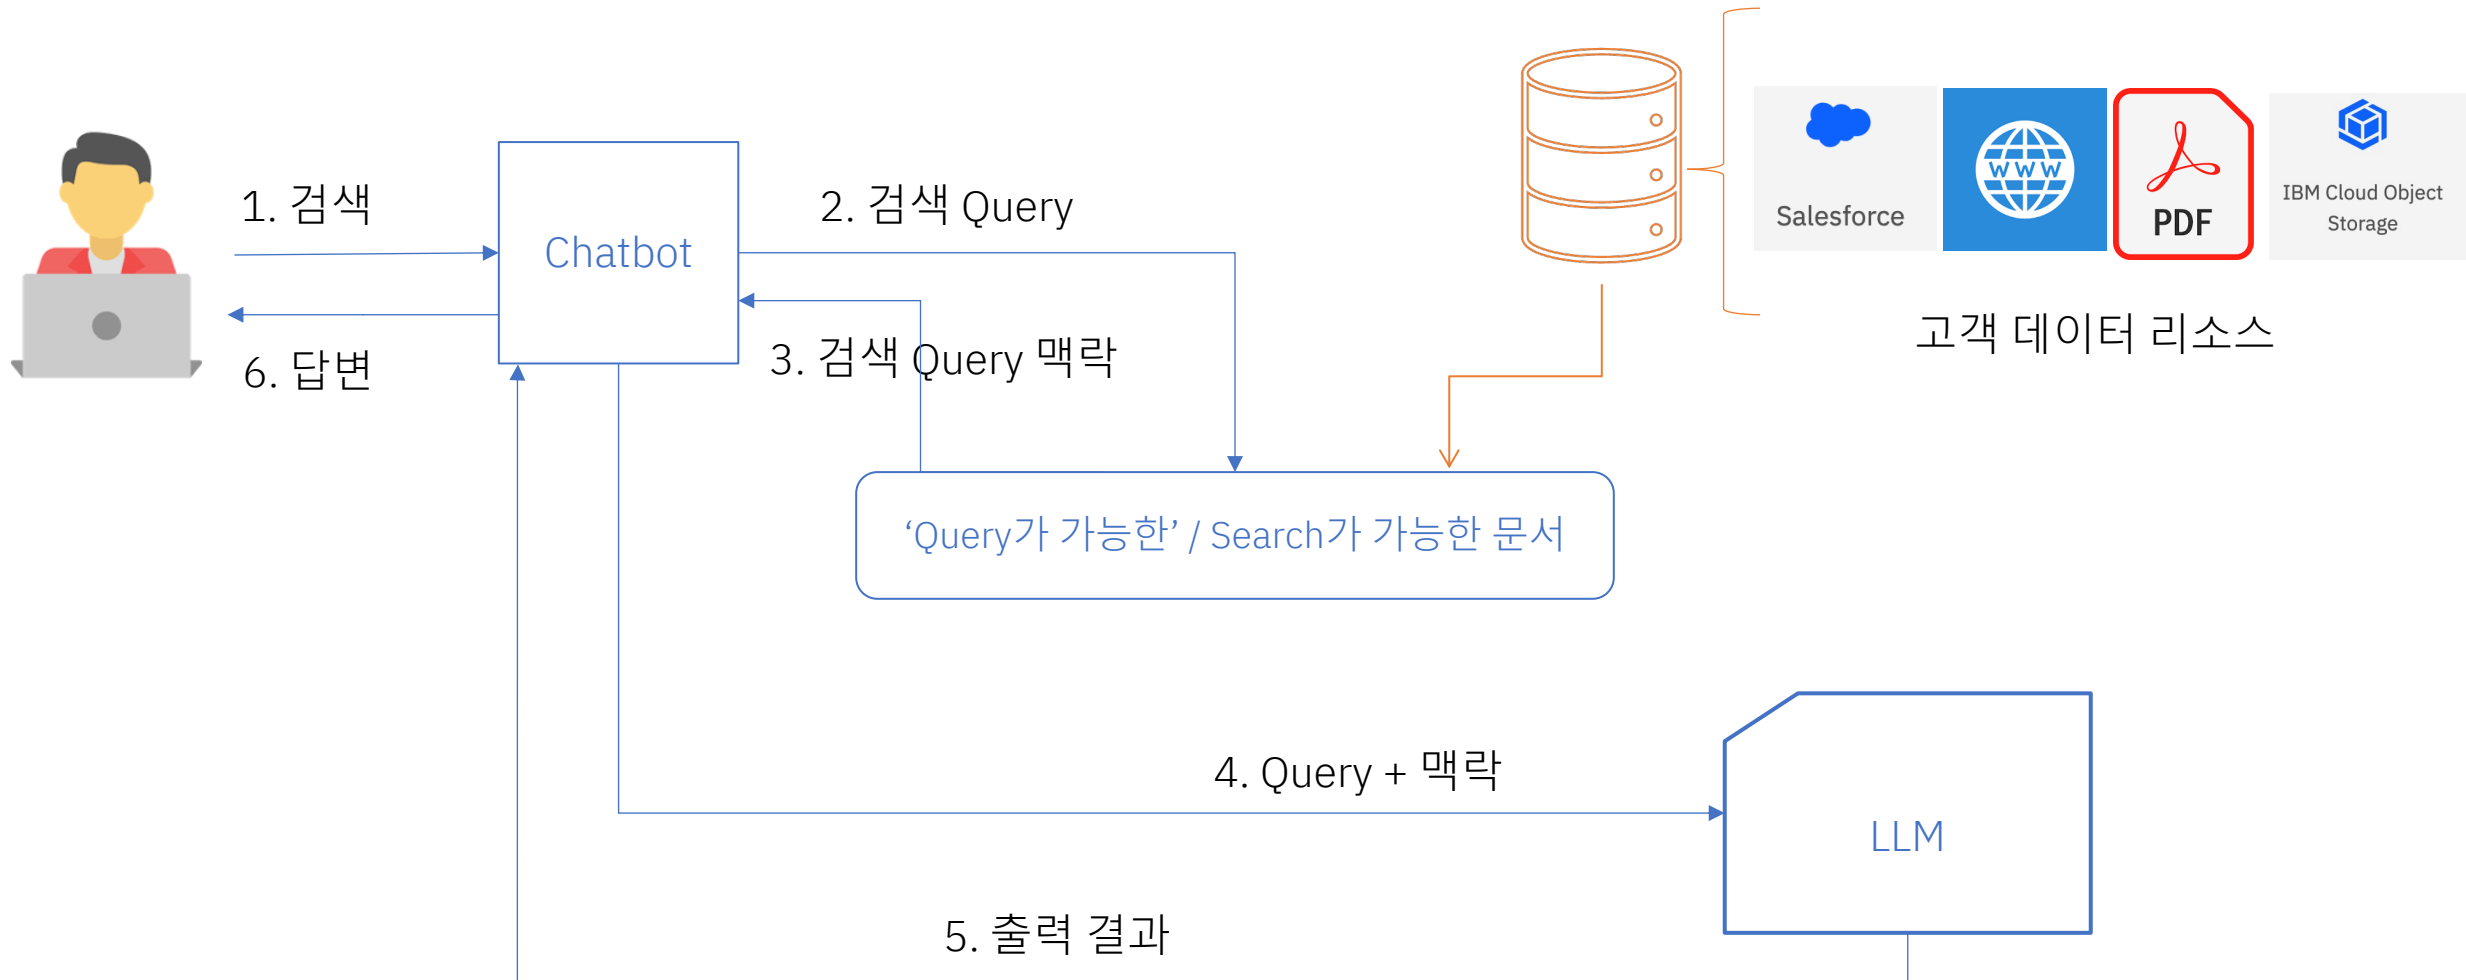 1. 검색
Chatbot
2. 검색 Query
3. 검색 Query 맥락
6. 답변
Salesforce
WWW
PDF
IBM Cloud Object
Storage
고객 데이터 리소스
‘Query가 가능한’ / Search가 가능한 문서
4. Query + 맥락
LLM
5. 출력 결과